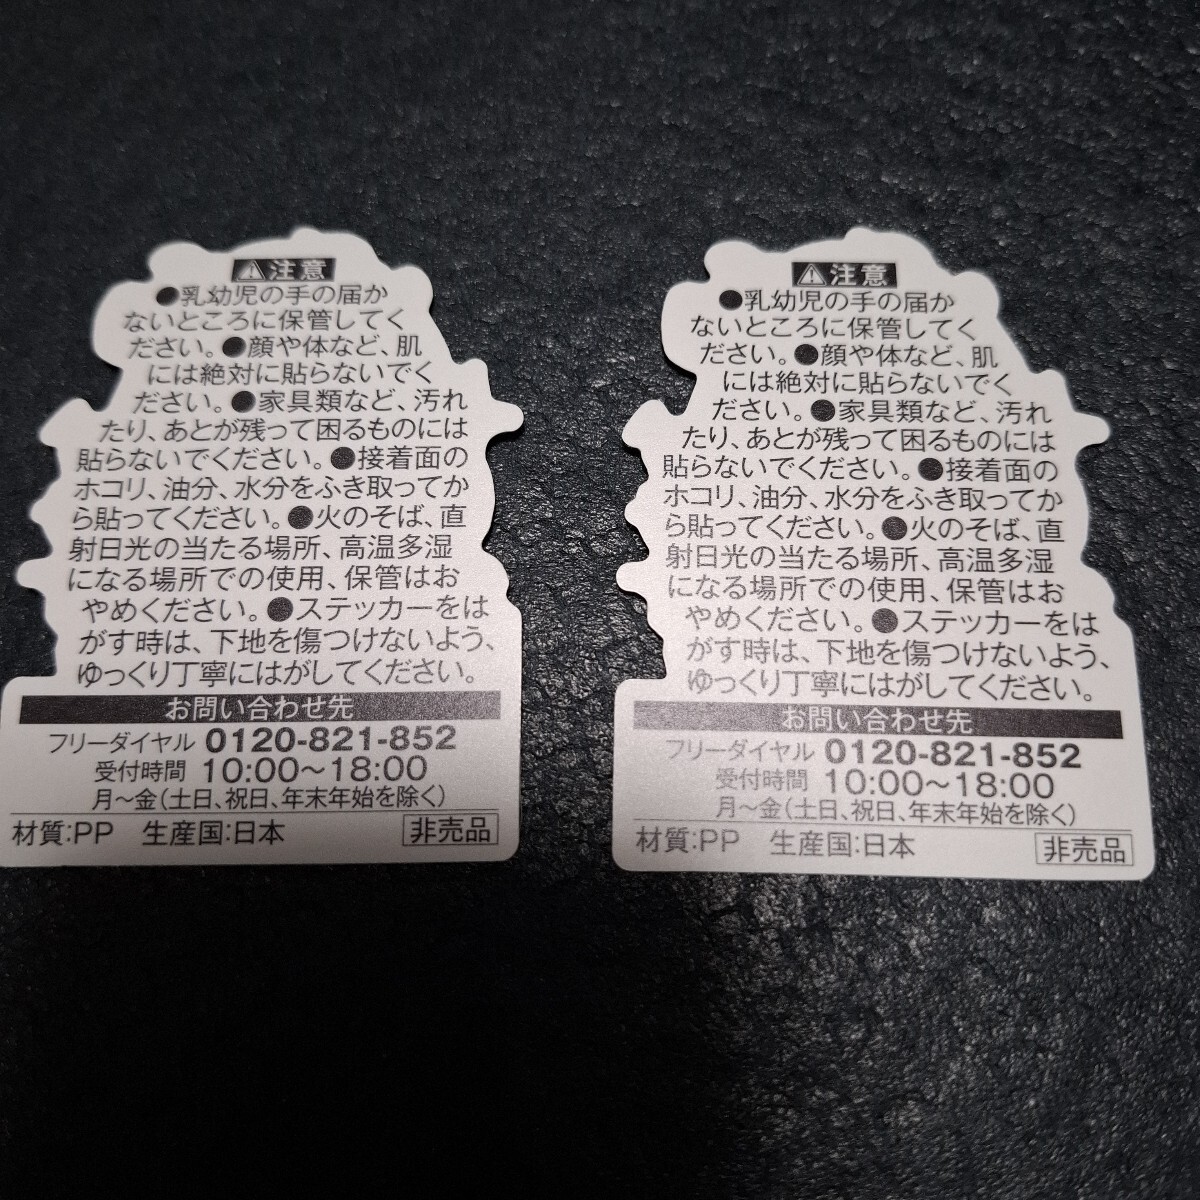 ⚠注意
●乳幼児の手の届か
ないところに保管してく
ださい。●顔や体など、肌
には絶対に貼らないでく
ださい。●家具類など、汚れ
たり、あとが残って困るものには
貼らないでください。●接着面の
ホコリ、油分、水分をふき取ってか
ら貼ってください。●火のそば、直
射日光の当たる場所、高温多湿
になる場所での使用、保管はお
やめください。●ステッカーをは
がす時は、下地を傷つけないよう、
ゆっくり丁寧にはがしてください。
お問い合わせ先
フリーダイヤル 0120-821-852
受付時間 10:00～18:00
月～金(土日、祝日、年末年始を除く)
材質:PP 生産国:日本 非売品
⚠注意
●乳幼児の手の届か
ないところに保管してく
ださい。●顔や体など、肌
には絶対に貼らないでく
ださい。●家具類など、汚れ
たり、あとが残って困るものには
貼らないでください。●接着面の
ホコリ、油分、水分をふき取ってか
ら貼ってください。●火のそば、直
射日光の当たる場所、高温多湿
になる場所での使用、保管はお
やめください。●ステッカーをは
がす時は、下地を傷つけないよう、
ゆっくり丁寧にはがしてください。
お問い合わせ先
フリーダイヤル 0120-821-852
受付時間 10:00～18:00
月～金(土日、祝日、年末年始を除く)
材質:PP 生産国:日本 非売品